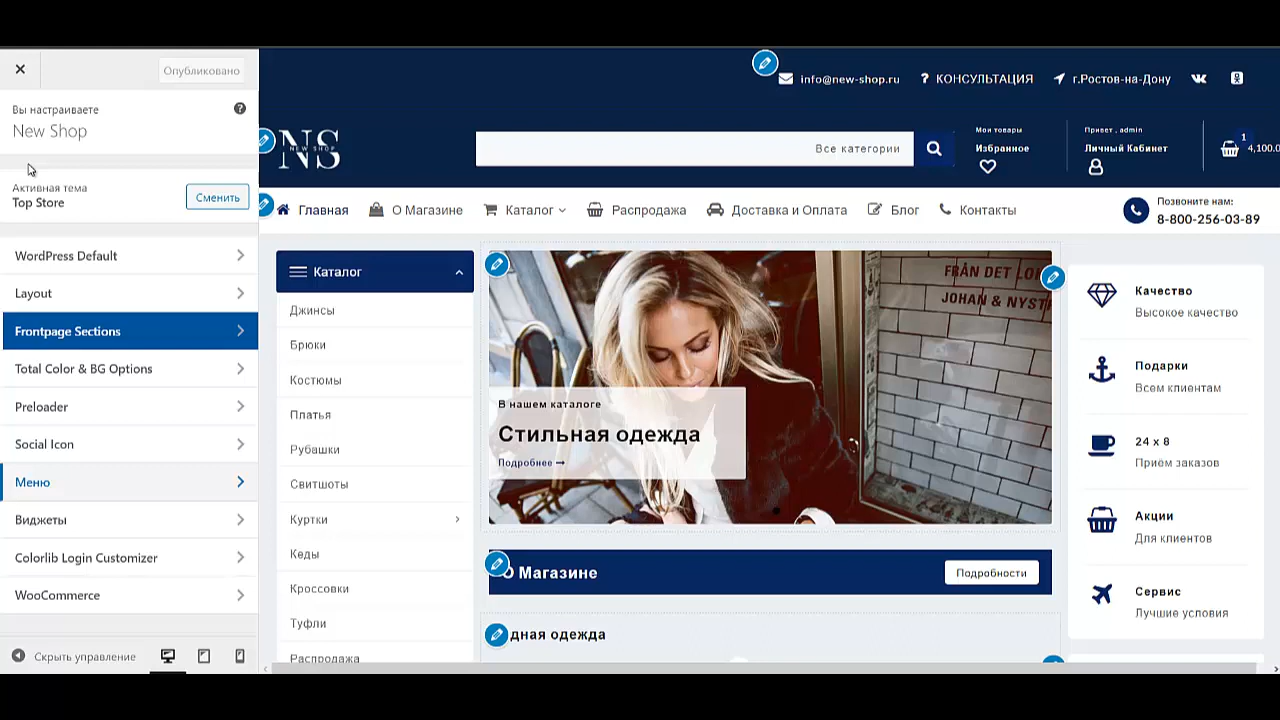 Опубликовано
Вы настраиваете
New Shop
Активная тема
Top Store
Сменить
WordPress Default
Layout
Frontpage Sections
Total Color & BG Options
Preloader
Social Icon
Меню
Виджеты
Colorlib Login Customizer
WooCommerce
Скрыть управление
info@new-shop.ru
? КОНСУЛЬТАЦИЯ
г.Ростов-на-Дону
NS
NEW SHOP
Все категории
Мои товары
Избранное
Привет , admin
Личный Кабинет
1
4,100.0
Главная
О Магазине
Каталог
Распродажа
Доставка и Оплата
Блог
Контакты
Позвоните нам:
8-800-256-03-89
Каталог
Джинсы
Брюки
Костюмы
Платья
Рубашки
Свитшоты
Куртки
Кеды
Кроссовки
Туфли
Распродажа
FRÅN DET LO
JOHAN & NYST
В нашем каталоге
Стильная одежда
Подробнее →
О Магазине
Подробности
дная одежда
Качество
Высокое качество
Подарки
Всем клиентам
24 x 8
Приём заказов
Акции
Для клиентов
Сервис
Лучшие условия